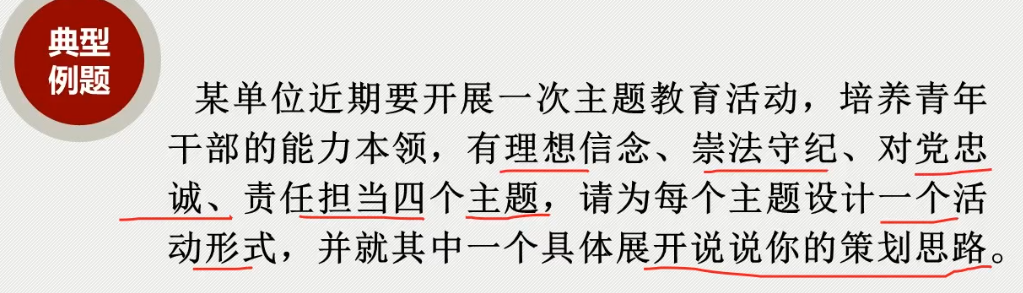 典型
例题
某单位近期要开展一次主题教育活动，培养青年
干部的能力本领，有理想信念、崇法守纪、对党忠
诚、责任担当四个主题，请为每个主题设计一个活
动形式，并就其中一个具体展开说说你的策划思路。